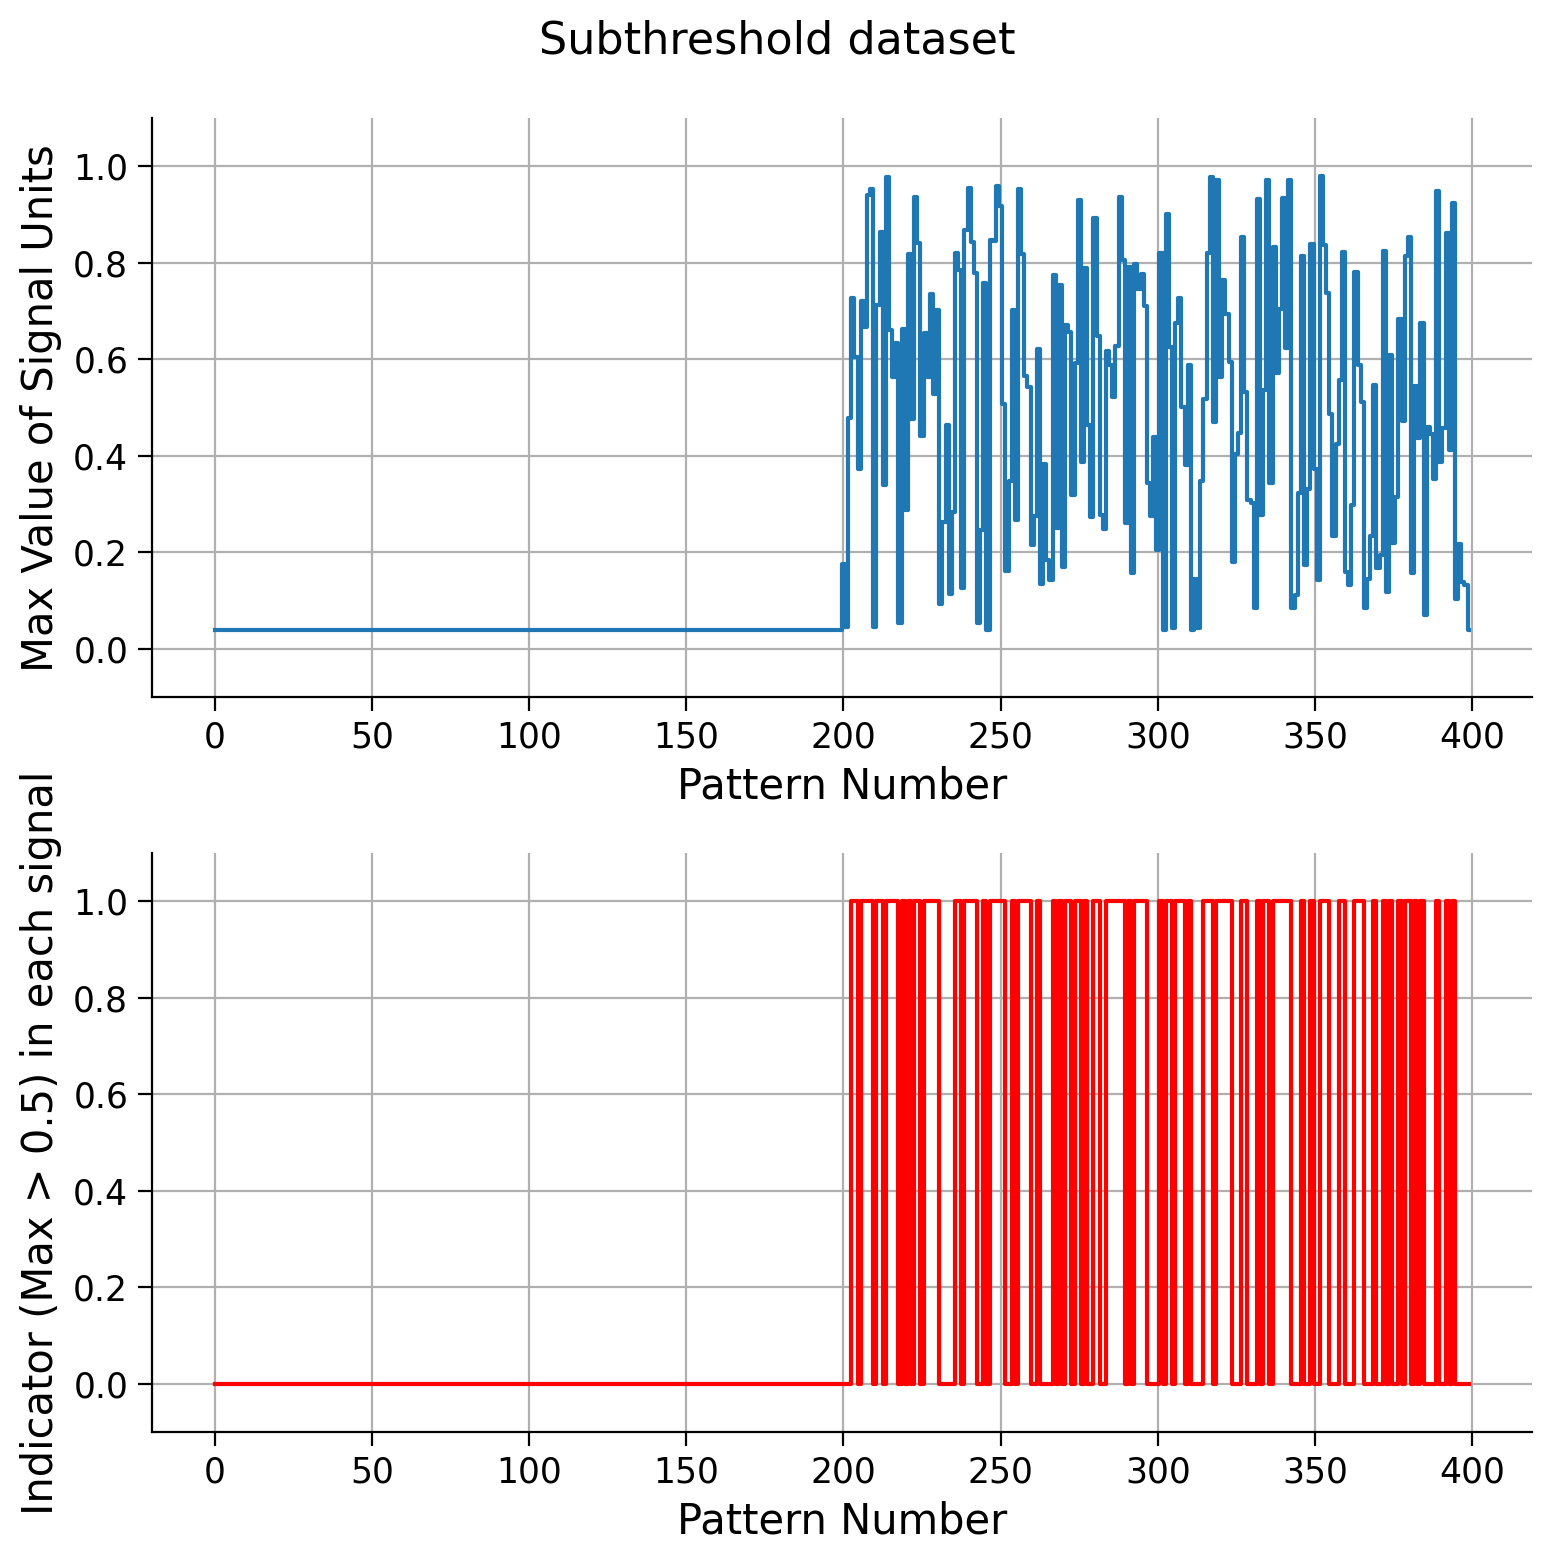 Subthreshold dataset
Max Value of Signal Units
1.0
0.8
0.6
0.4
0.2
0.0
0 50 100 150 200 250 300 350 400
Pattern Number
Indicator (Max > 0.5) in each signal
1.0
0.8
0.6
0.4
0.2
0.0
0 50 100 150 200 250 300 350 400
Pattern Number